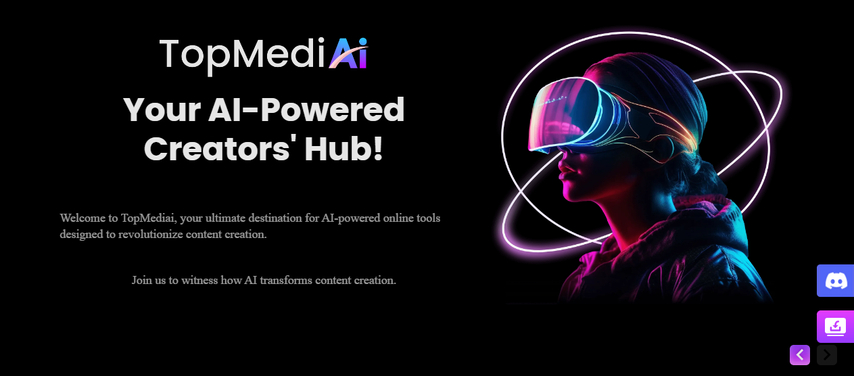 TopMediAi
Your AI-Powered
Creators' Hub!
Welcome to TopMediai, your ultimate destination for AI-powered online tools
designed to revolutionize content creation.
Join us to witness how AI transforms content creation.